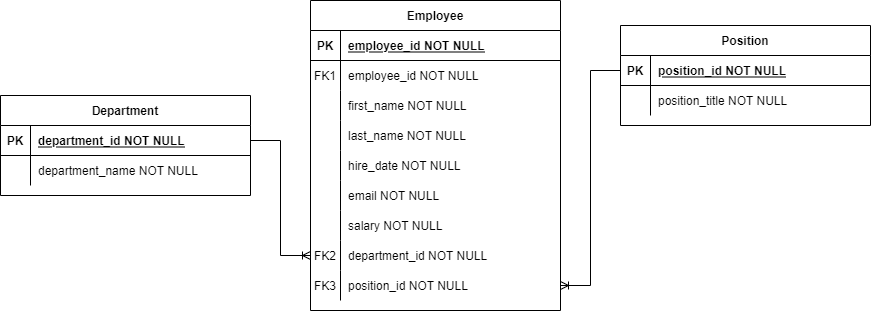 Department
PK department_id NOT NULL
department_name NOT NULL
Employee
PK employee_id NOT NULL
FK1 employee_id NOT NULL
first_name NOT NULL
last_name NOT NULL
hire_date NOT NULL
email NOT NULL
salary NOT NULL
FK2 department_id NOT NULL
FK3 position_id NOT NULL
Position
PK position_id NOT NULL
position_title NOT NULL